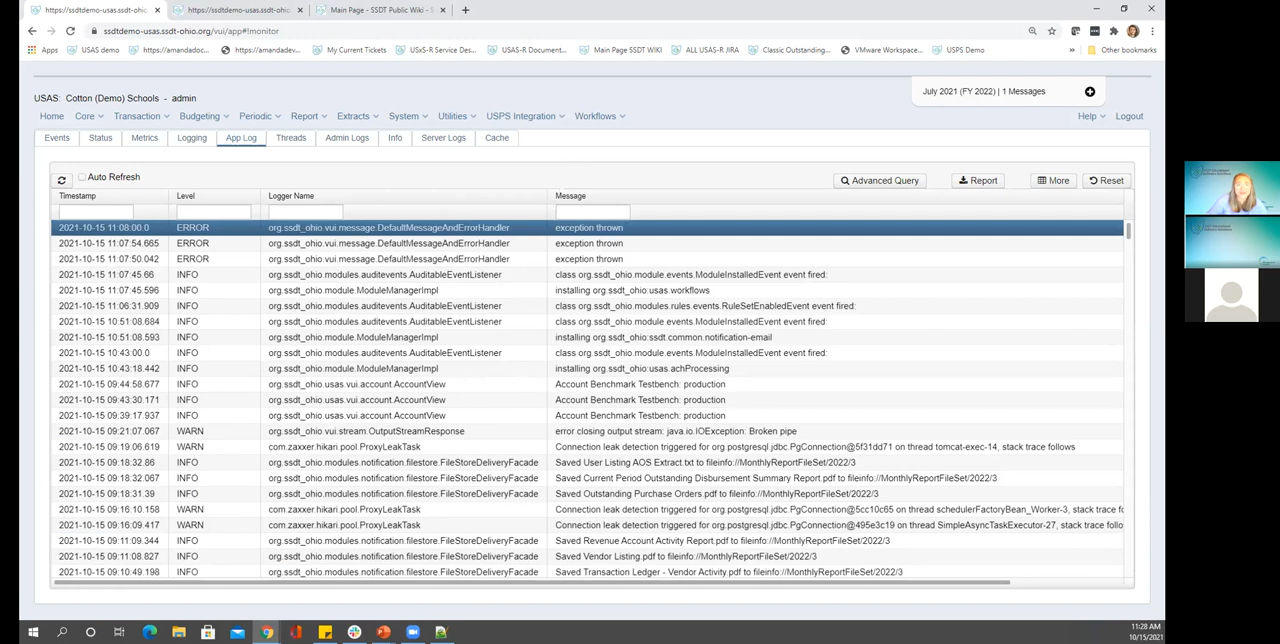 https://ssdtdemo-usas.ssdt-ohio. https://ssdtdemo-usas.ssdt-ohio. Main Page - SSDT Public Wiki - S
ssdtdemo-usas.ssdt-ohio.org/vui/app#!monitor
Apps USAS demo https://amandadoc... https://amandadev... My Current Tickets USxS-R Service Des... USAS-R Document... Main Page SSDT WIKI ALL USAS-R JIRA Classic Outstanding... VMware Workspace... USPS Demo » Other bookmarks
July 2021 (FY 2022) | 1 Messages
USAS: Cotton (Demo) Schools - admin
Home Core Transaction Budgeting Periodic Report Extracts System Utilities USPS Integration Workflows Help Logout
Events Status Metrics Logging App Log Threads Admin Logs Info Server Logs Cache
Auto Refresh Advanced Query Report More Reset
Timestamp Level Logger Name Message
2021-10-15 11:08:00.0 ERROR org.ssdt_ohio.vui.message.DefaultMessageAndErrorHandler exception thrown
2021-10-15 11:07:54.665 ERROR org.ssdt_ohio.vui.message.DefaultMessageAndErrorHandler exception thrown
2021-10-15 11:07:50.042 ERROR org.ssdt_ohio.vui.message.DefaultMessageAndErrorHandler exception thrown
2021-10-15 11:07:45.66 INFO org.ssdt_ohio.modules.auditevents.AuditableEventListener class org.ssdt_ohio.module.events.ModuleInstalledEvent event fired:
2021-10-15 11:07:45.596 INFO org.ssdt_ohio.module.ModuleManagerImpl installing org.ssdt_ohio:usas.workflows
2021-10-15 11:06:31.909 INFO org.ssdt_ohio.modules.auditevents.AuditableEventListener class org.ssdt_ohio.modules.rules.events.RuleSetEnabledEvent event fired:
2021-10-15 10:51:08.684 INFO org.ssdt_ohio.modules.auditevents.AuditableEventListener class org.ssdt_ohio.module.events.ModuleInstalledEvent event fired:
2021-10-15 10:51:08.593 INFO org.ssdt_ohio.module.ModuleManagerImpl installing org.ssdt_ohio:ssdt.common.notification-email
2021-10-15 10:43:00.0 INFO org.ssdt_ohio.modules.auditevents.AuditableEventListener class org.ssdt_ohio.module.events.ModuleInstalledEvent event fired:
2021-10-15 10:43:18.442 INFO org.ssdt_ohio.module.ModuleManagerImpl installing org.ssdt_ohio:usas.achProcessing
2021-10-15 09:44:58.677 INFO org.ssdt_ohio.usas.vui.account.AccountView Account Benchmark Testbench: production
2021-10-15 09:43:30.171 INFO org.ssdt_ohio.usas.vui.account.AccountView Account Benchmark Testbench: production
2021-10-15 09:39:17.937 INFO org.ssdt_ohio.usas.vui.account.AccountView Account Benchmark Testbench: production
2021-10-15 09:21:07.067 WARN org.ssdt_ohio.vui.stream.OutputStreamResponse error closing output stream: java.io.IOException: Broken pipe
2021-10-15 09:19:06.619 WARN com.zaxxer.hikari.pool.ProxyLeakTask Connection leak detection triggered for org.postgresql.jdbc.PgConnection@5f31dd71 on thread tomcat-exec-14, stack trace follows
2021-10-15 09:18:32.86 INFO org.ssdt_ohio.modules.notification.filestore.FileStoreDeliveryFacade Saved User Listing AOS Extract.txt to fileinfo://MonthlyReportFileSet/2022/3
2021-10-15 09:18:32.067 INFO org.ssdt_ohio.modules.notification.filestore.FileStoreDeliveryFacade Saved Current Period Outstanding Disbursement Summary Report.pdf to fileinfo://MonthlyReportFileSet/2022/3
2021-10-15 09:18:31.39 INFO org.ssdt_ohio.modules.notification.filestore.FileStoreDeliveryFacade Saved Outstanding Purchase Orders.pdf to fileinfo://MonthlyReportFileSet/2022/3
2021-10-15 09:16:10.158 WARN com.zaxxer.hikari.pool.ProxyLeakTask Connection leak detection triggered for org.postgresql.jdbc.PgConnection@5cc10c65 on thread schedulerFactoryBean_Worker-3, stack trace fo
2021-10-15 09:16:09.417 WARN com.zaxxer.hikari.pool.ProxyLeakTask Connection leak detection triggered for org.postgresql.jdbc.PgConnection@495e3c19 on thread SimpleAsyncTaskExecutor-27, stack trace follo
2021-10-15 09:11:09.344 INFO org.ssdt_ohio.modules.notification.filestore.FileStoreDeliveryFacade Saved Revenue Account Activity Report.pdf to fileinfo://MonthlyReportFileSet/2022/3
2021-10-15 09:11:08.827 INFO org.ssdt_ohio.modules.notification.filestore.FileStoreDeliveryFacade Saved Vendor Listing.pdf to fileinfo://MonthlyReportFileSet/2022/3
2021-10-15 09:10:49.198 INFO org.ssdt_ohio.modules.notification.filestore.FileStoreDeliveryFacade Saved Transaction Ledger - Vendor Activity.pdf to fileinfo://MonthlyReportFileSet/2022/3
11:28 AM
10/15/2021